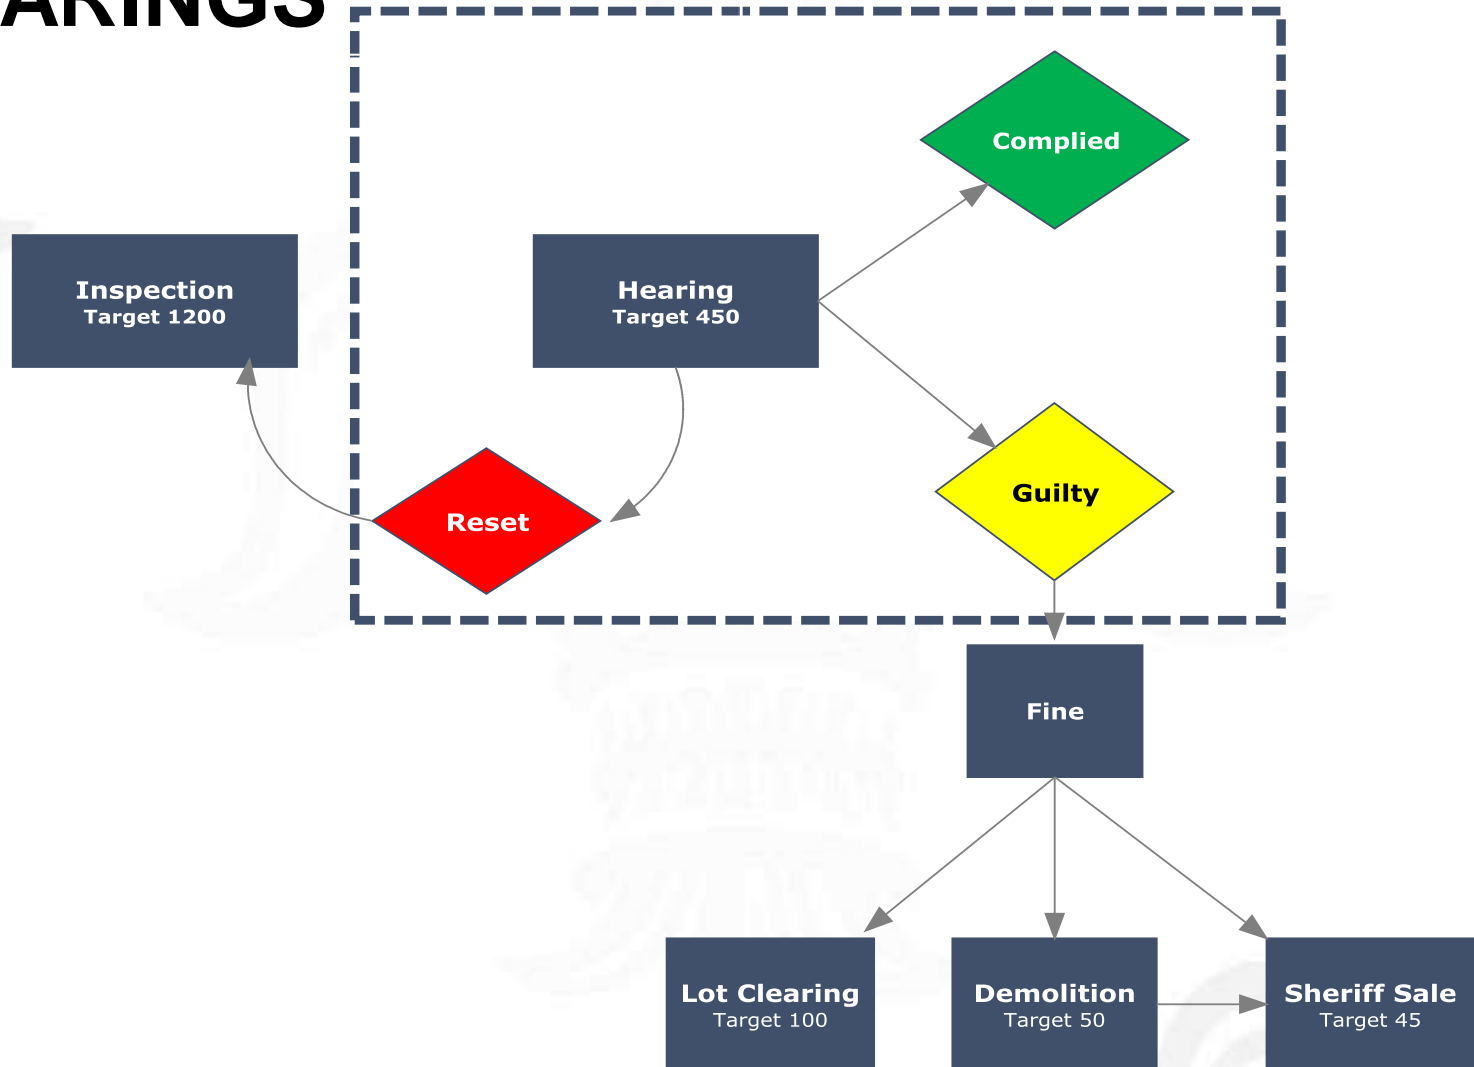 ARINGS
Complied
Inspection
Target 1200
Hearing
Target 450
Guilty
Reset
Fine
Lot Clearing
Target 100
Demolition
Target 50
Sheriff Sale
Target 45